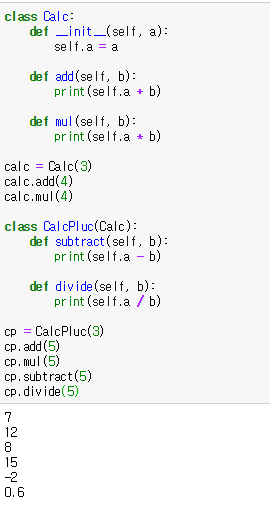 class Calc:
    def __init__(self, a):
        self.a = a
    def add(self, b):
        print(self.a + b)
    def mul(self, b):
        print(self.a * b)
calc = Calc(3)
calc.add(4)
calc.mul(4)
class CalcPluc(Calc):
    def subtract(self, b):
        print(self.a - b)
    def divide(self, b):
        print(self.a / b)
cp = CalcPluc(3)
cp.add(5)
cp.mul(5)
cp.subtract(5)
cp.divide(5)
7
12
8
15
-2
0.6